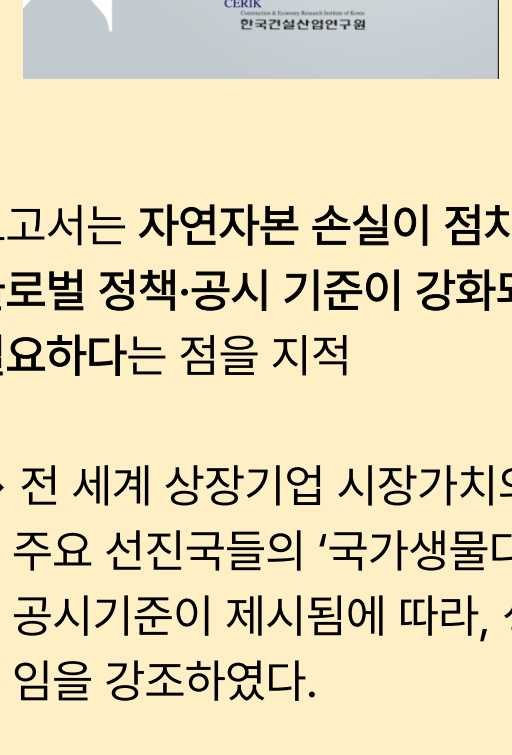 CERIK
Construction & Economy Research Institute of Korea
한국건설산업연구원
고서는 자연자본 손실이 점차
로벌 정책·공시 기준이 강화되
요하다는 점을 지적
전 세계 상장기업 시장가치의
주요 선진국들의 ‘국가생물다
공시기준이 제시됨에 따라,
임을 강조하였다.